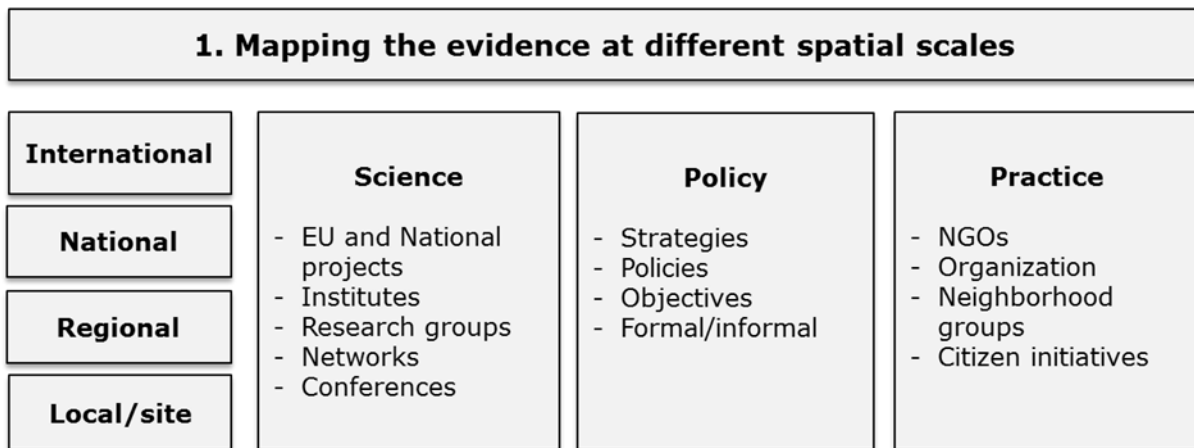 1. Mapping the evidence at different spatial scales
International
National
Regional
Local/site
Science
- EU and National
projects
- Institutes
- Research groups
- Networks
- Conferences
Policy
- Strategies
- Policies
- Objectives
- Formal/informal
Practice
- NGOs
- Organization
- Neighborhood
groups
- Citizen initiatives